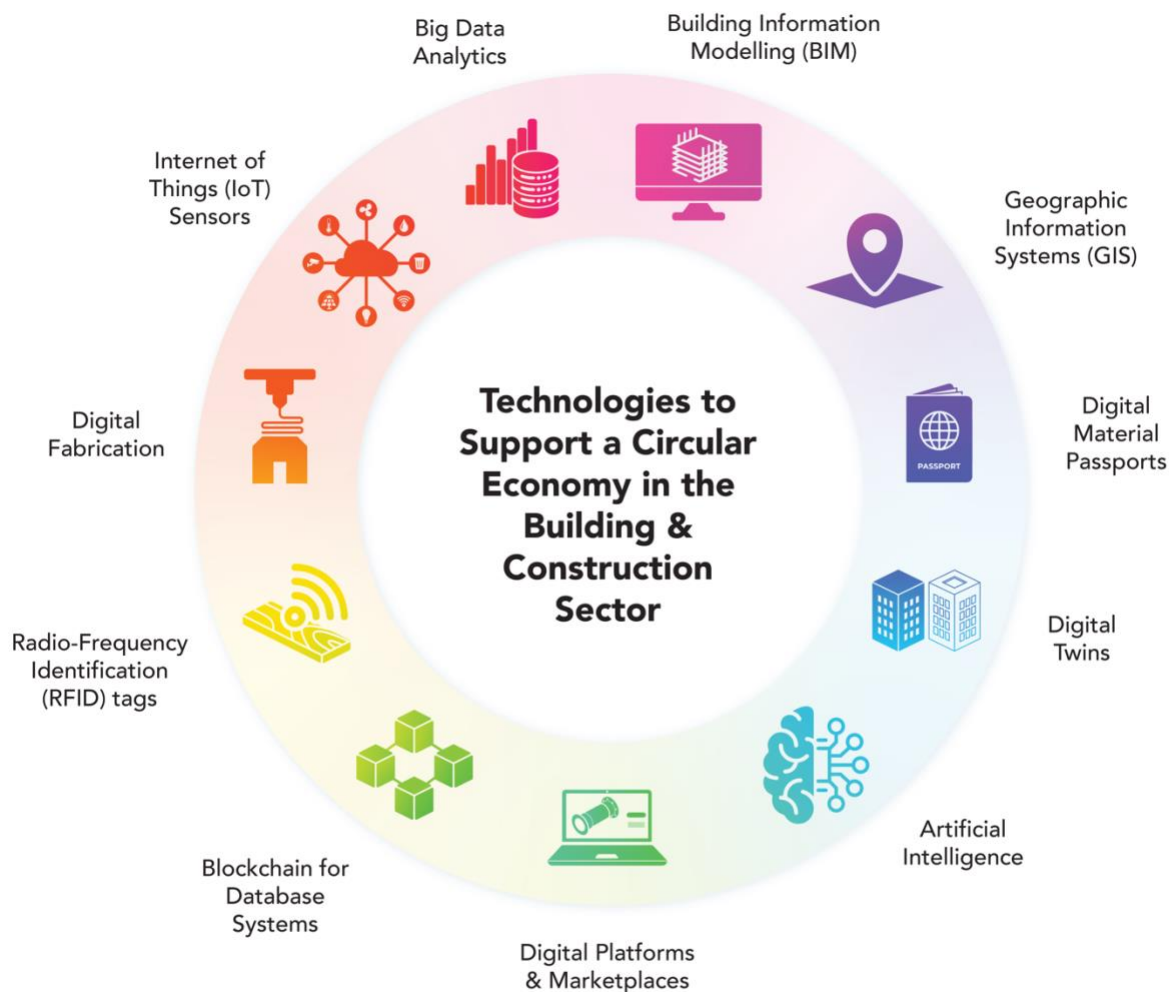 Big Data
Analytics
Building Information
Modelling (BIM)
Internet of
Things (IoT)
Sensors
Geographic
Information
Systems (GIS)
Technologies to
Support a Circular
Economy in the
Building &
Construction
Sector
Digital
Fabrication
Digital
Material
Passports
PASSPORT
Radio-Frequency
Identification
(RFID) tags
Digital
Twins
Blockchain for
Database
Systems
Artificial
Intelligence
Digital Platforms
& Marketplaces